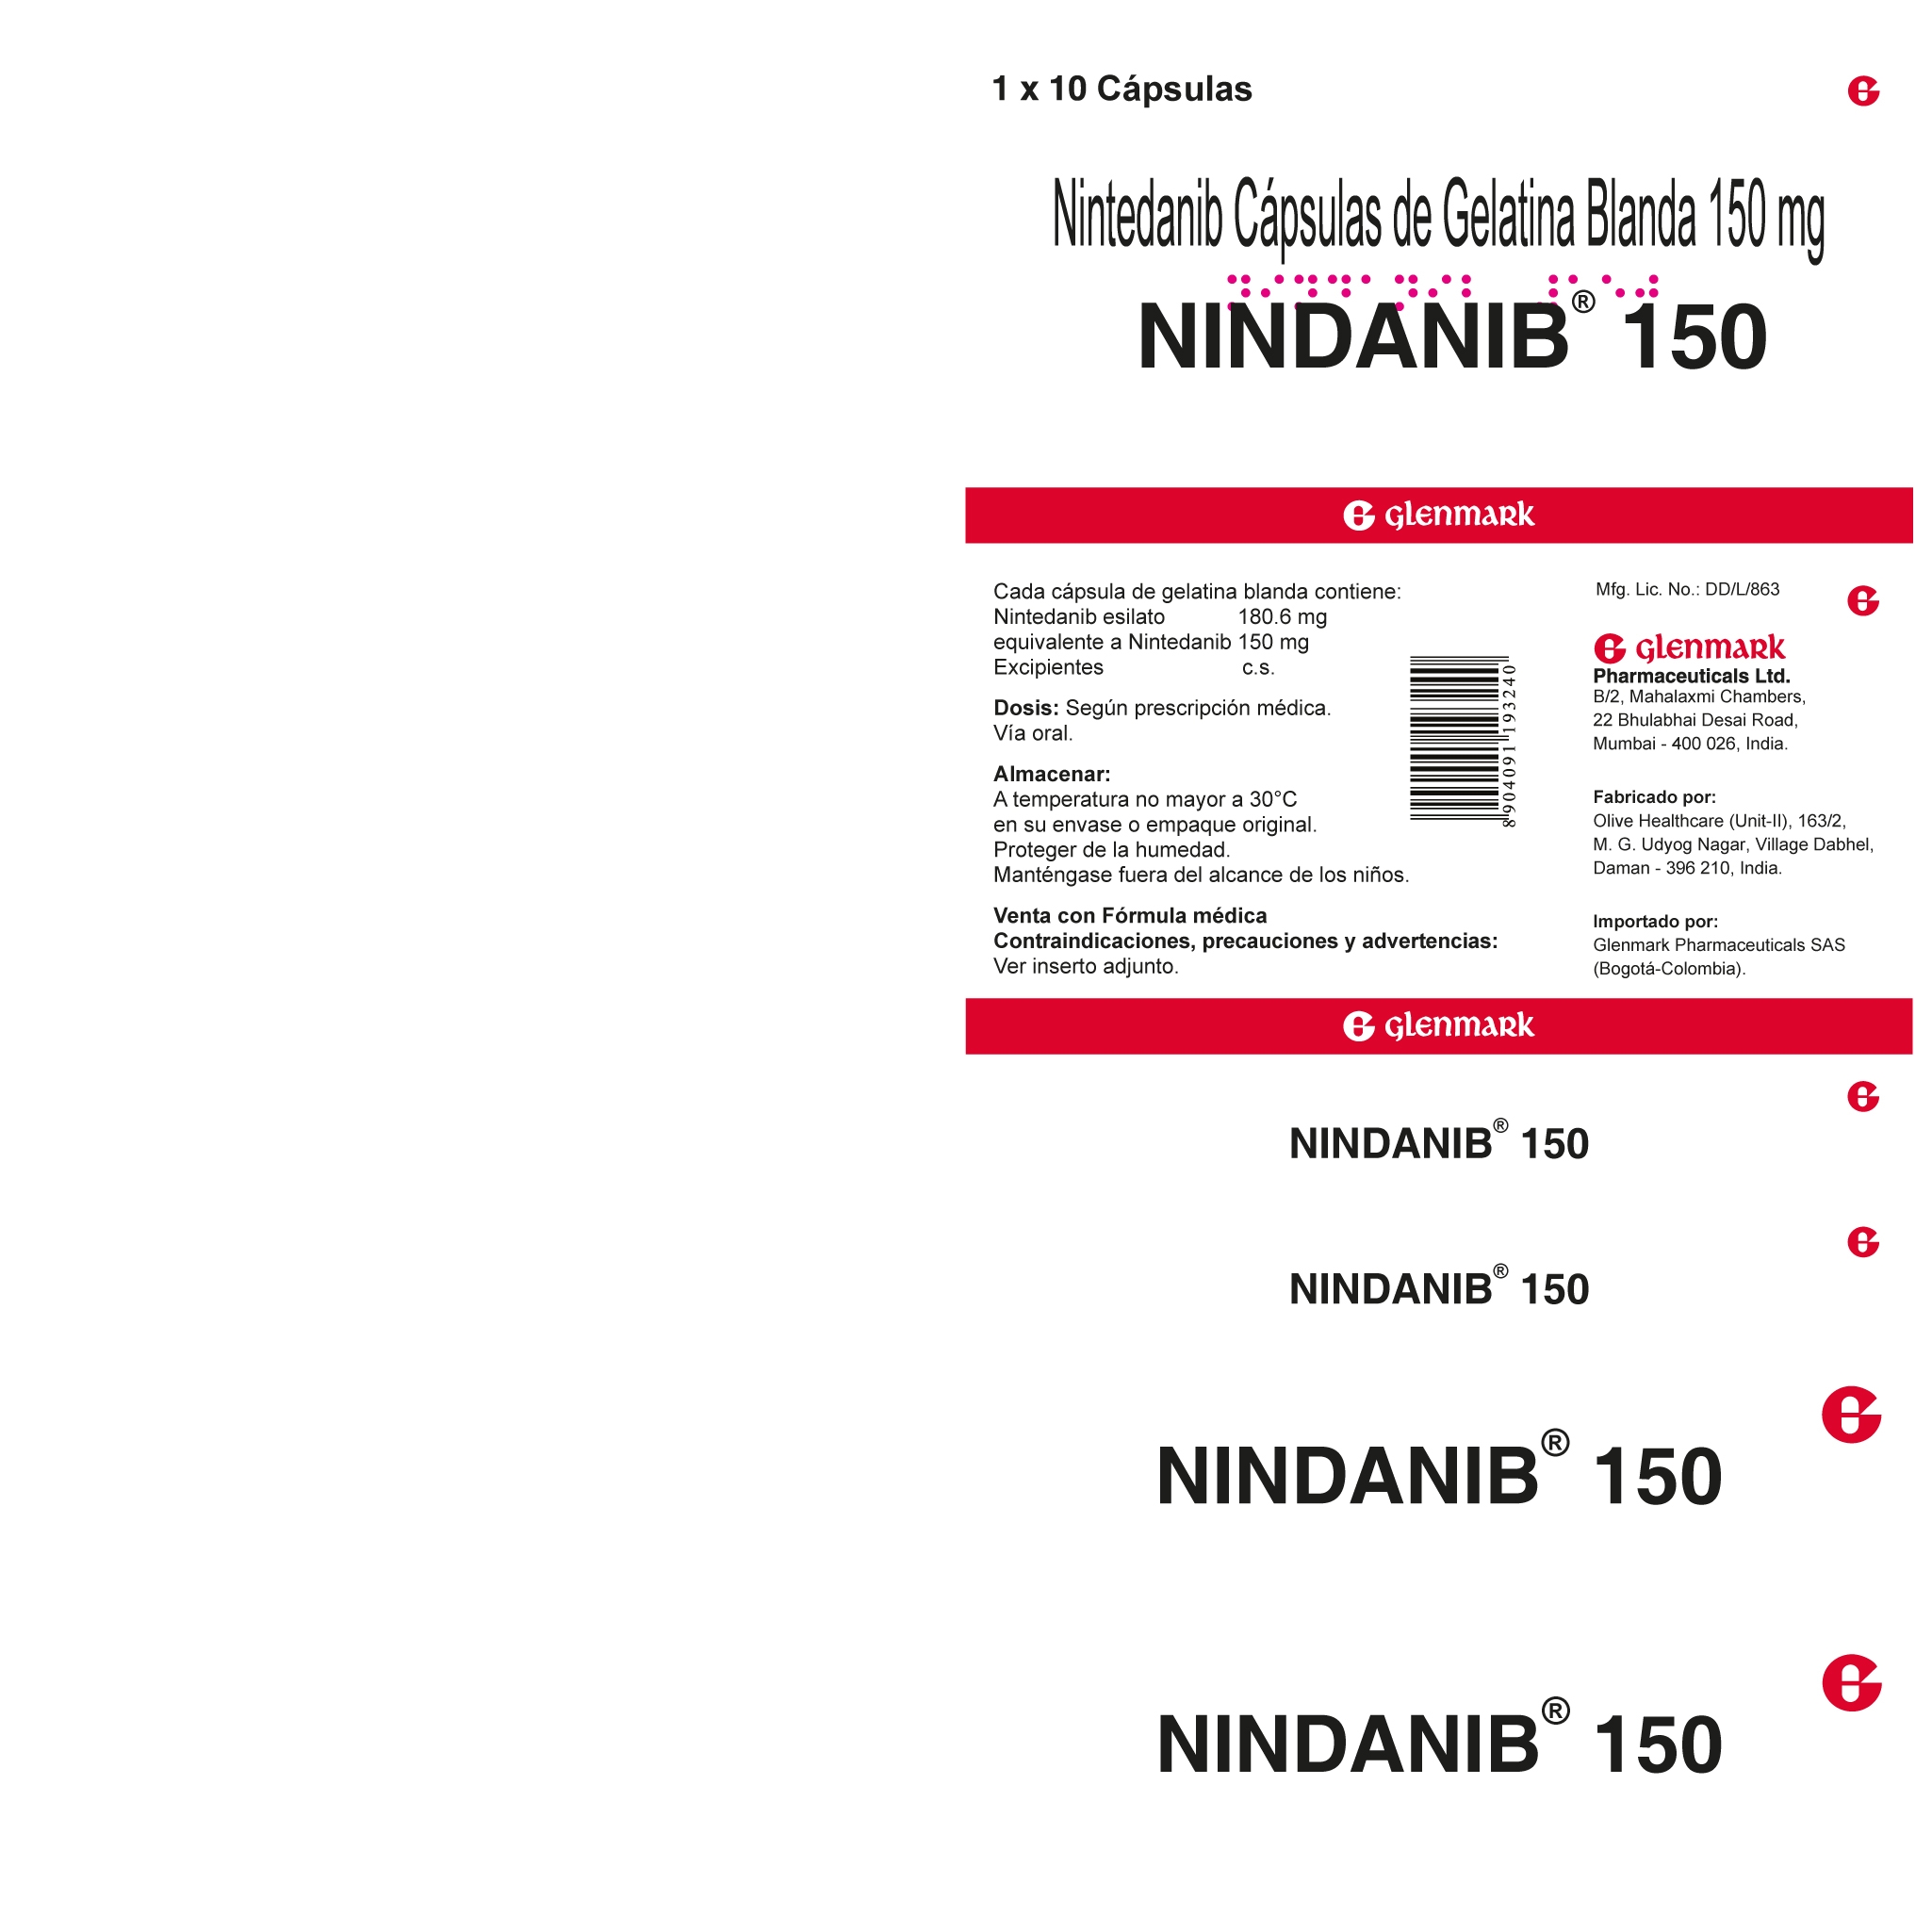 1 x 10 Cápsulas
Nintedanib Cápsulas de Gelatina Blanda 150 mg
NINDANIB® 150
glenmark
Cada cápsula de gelatina blanda contiene:
Nintedanib esilato 180.6 mg
equivalente a Nintedanib 150 mg
Excipientes c.s.
Dosis: Según prescripción médica.
Vía oral.
Almacenar:
A temperatura no mayor a 30°C
en su envase o empaque original.
Proteger de la humedad.
Manténgase fuera del alcance de los niños.
Venta con Fórmula médica
Contraindicaciones, precauciones y advertencias:
Ver inserto adjunto.
8904091193240
Mfg. Lic. No.: DD/L/863
glenmark
Pharmaceuticals Ltd.
B/2, Mahalaxmi Chambers,
22 Bhulabhai Desai Road,
Mumbai - 400 026, India.
Fabricado por:
Olive Healthcare (Unit-II), 163/2,
M. G. Udyog Nagar, Village Dabhel,
Daman - 396 210, India.
Importado por:
Glenmark Pharmaceuticals SAS
(Bogotá-Colombia).
glenmark
NINDANIB® 150
NINDANIB® 150
NINDANIB® 150
NINDANIB® 150